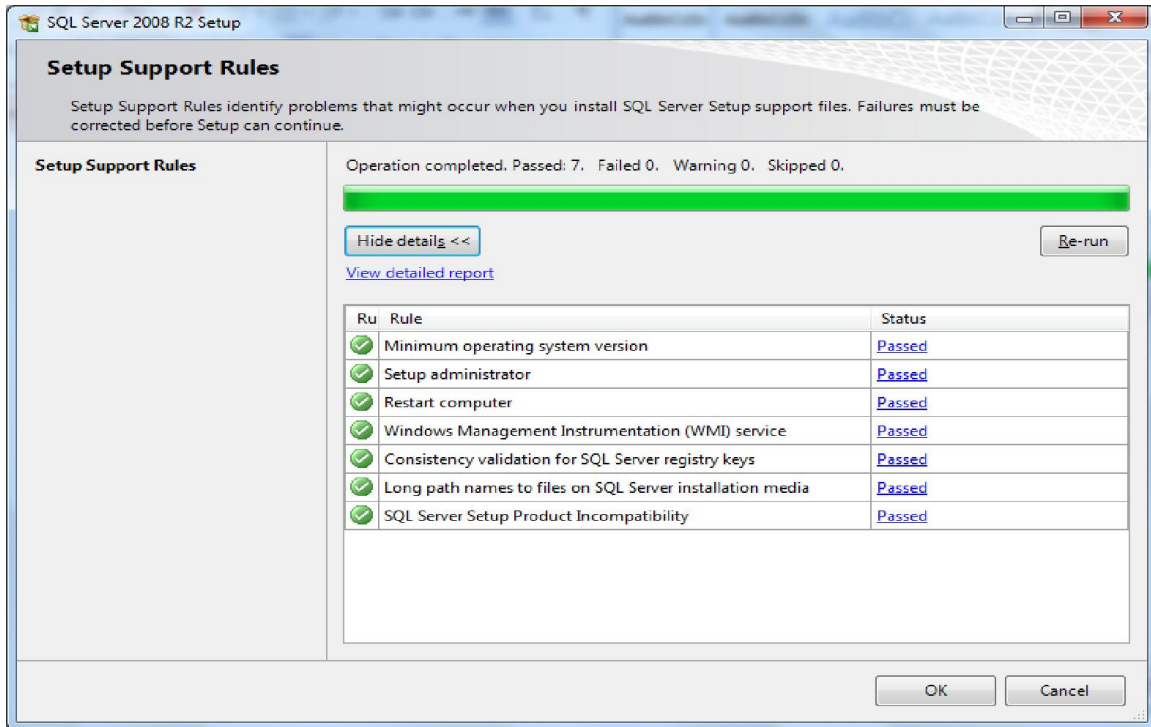 SQL Server 2008 R2 Setup
Setup Support Rules
Setup Support Rules identify problems that might occur when you install SQL Server Setup support files. Failures must be
corrected before Setup can continue.
Setup Support Rules
Operation completed. Passed: 7. Failed 0. Warning 0. Skipped 0.
Hide details <<
Re-run
View detailed report
Ru Rule Status
Minimum operating system version Passed
Setup administrator Passed
Restart computer Passed
Windows Management Instrumentation (WMI) service Passed
Consistency validation for SQL Server registry keys Passed
Long path names to files on SQL Server installation media Passed
SQL Server Setup Product Incompatibility Passed
OK Cancel